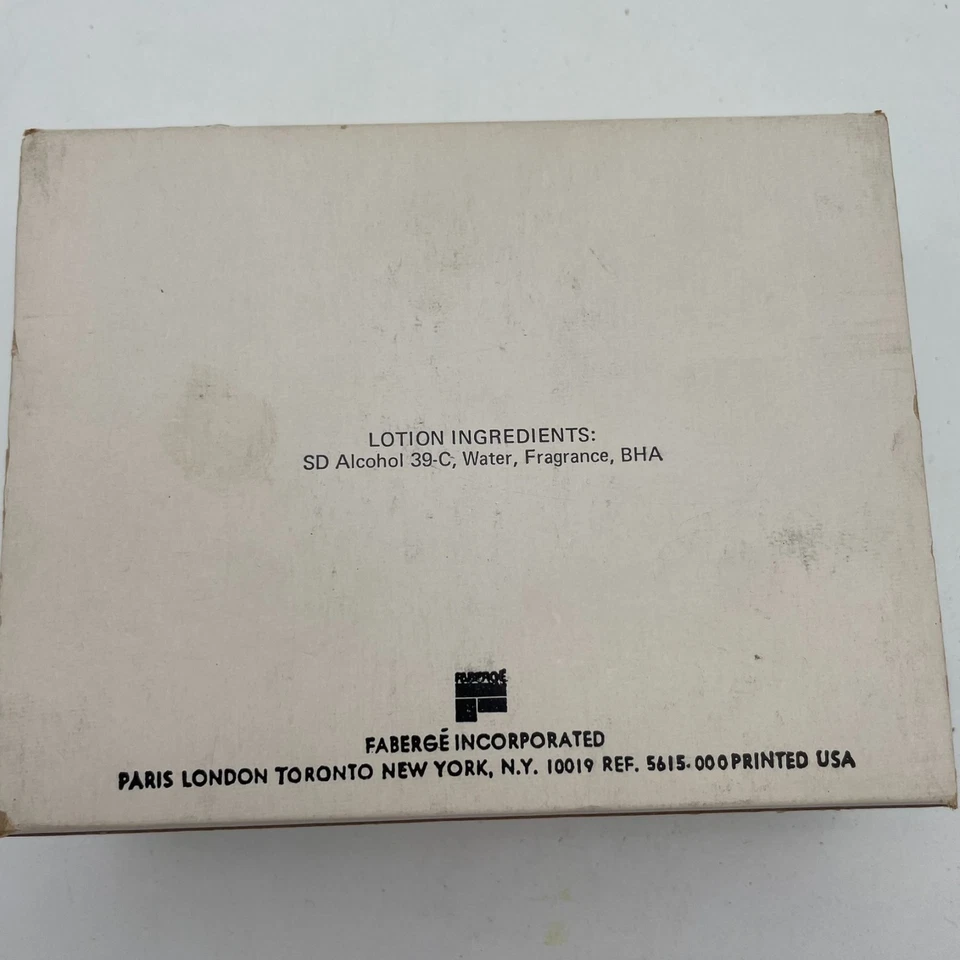 LOTION INGREDIENTS:
SD Alcohol 39-C, Water, Fragrance, BHA
FABERGÉ
FABERGÉ INCORPORATED
PARIS LONDON TORONTO NEW YORK, N.Y. 10019 REF. 5615-000 PRINTED USA